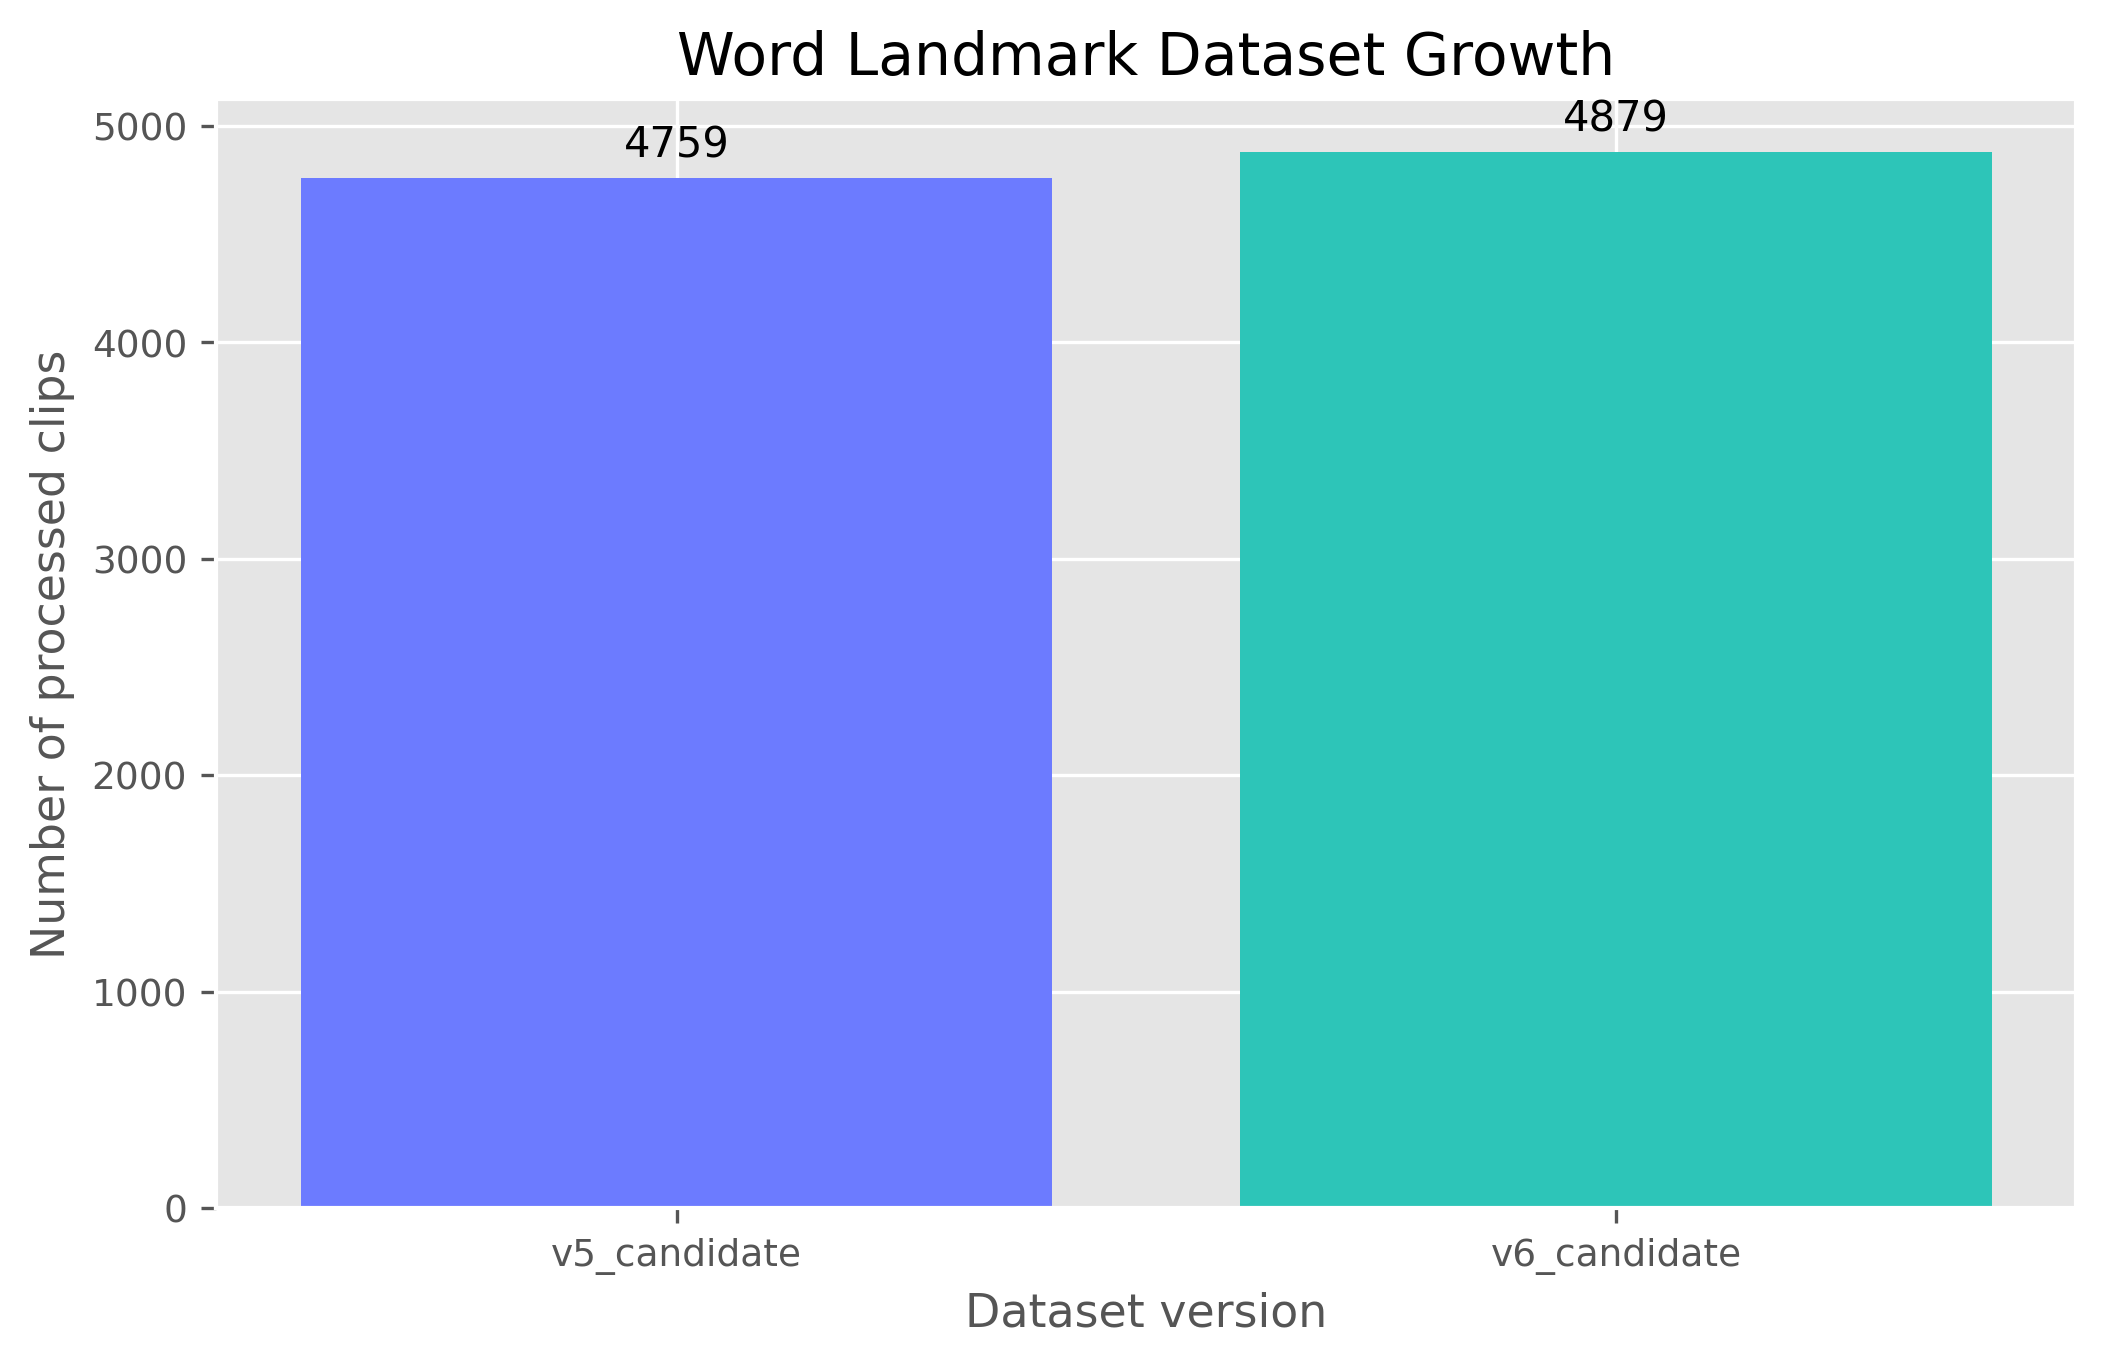 Word Landmark Dataset Growth
5000
4000
3000
2000
1000
0
Number of processed clips
4759
4879
v5_candidate
v6_candidate
Dataset version